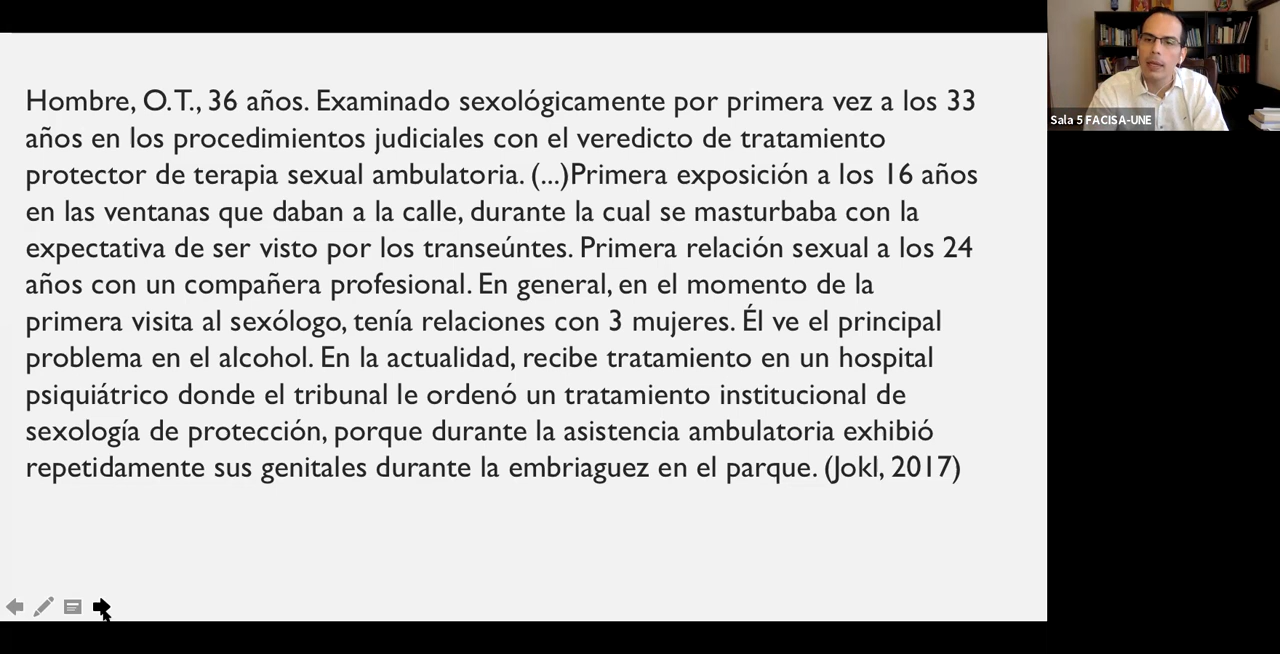 Hombre, O.T., 36 años. Examinado sexológicamente por primera vez a los 33
años en los procedimientos judiciales con el veredicto de tratamiento
protector de terapia sexual ambulatoria. (...)Primera exposición a los 16 años
en las ventanas que daban a la calle, durante la cual se masturbaba con la
expectativa de ser visto por los transeúntes. Primera relación sexual a los 24
años con un compañera profesional. En general, en el momento de la
primera visita al sexólogo, tenía relaciones con 3 mujeres. Él ve el principal
problema en el alcohol. En la actualidad, recibe tratamiento en un hospital
psiquiátrico donde el tribunal le ordenó un tratamiento institucional de
sexología de protección, porque durante la asistencia ambulatoria exhibió
repetidamente sus genitales durante la embriaguez en el parque. (Jokl, 2017)
Sala 5 FACISA-UNE